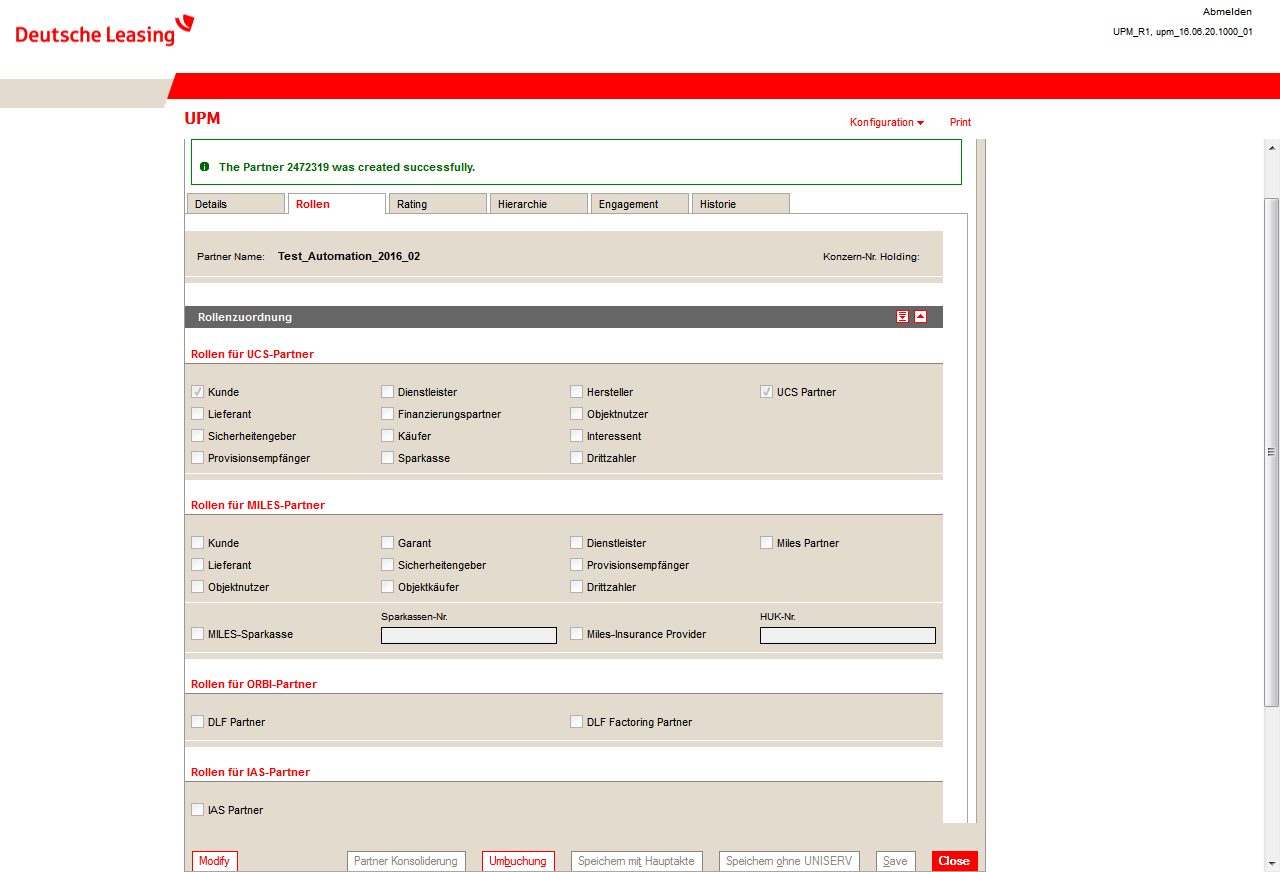 Deutsche Leasing
Abmelden
UPM_R1, upm_16.06.20.1000_01
UPM
Konfiguration
Print
The Partner 2472319 was created successfully.
Details Rollen Rating Hierarchie Engagement Historie
Partner Name: Test_Automation_2016_02 Konzern-Nr. Holding:
Rollenzuordnung
Rollen für UCS-Partner
Kunde Dienstleister Hersteller UCS Partner
Lieferant Finanzierungspartner Objektnutzer
Sicherheitengeber Käufer Interessent
Provisionsempfänger Sparkasse Drittzahler
Rollen für MILES-Partner
Kunde Garant Dienstleister Miles Partner
Lieferant Sicherheitengeber Provisionsempfänger
Objektnutzer Objektkäufer Drittzahler
Sparkassen-Nr. HUK-Nr.
MILES-Sparkasse Miles-Insurance Provider
Rollen für ORBI-Partner
DLF Partner DLF Factoring Partner
Rollen für IAS-Partner
IAS Partner
Modify Partner Konsoliderung Umbuchung Speichern mit Hauptakte Speichern ohne UNISERV Save Close